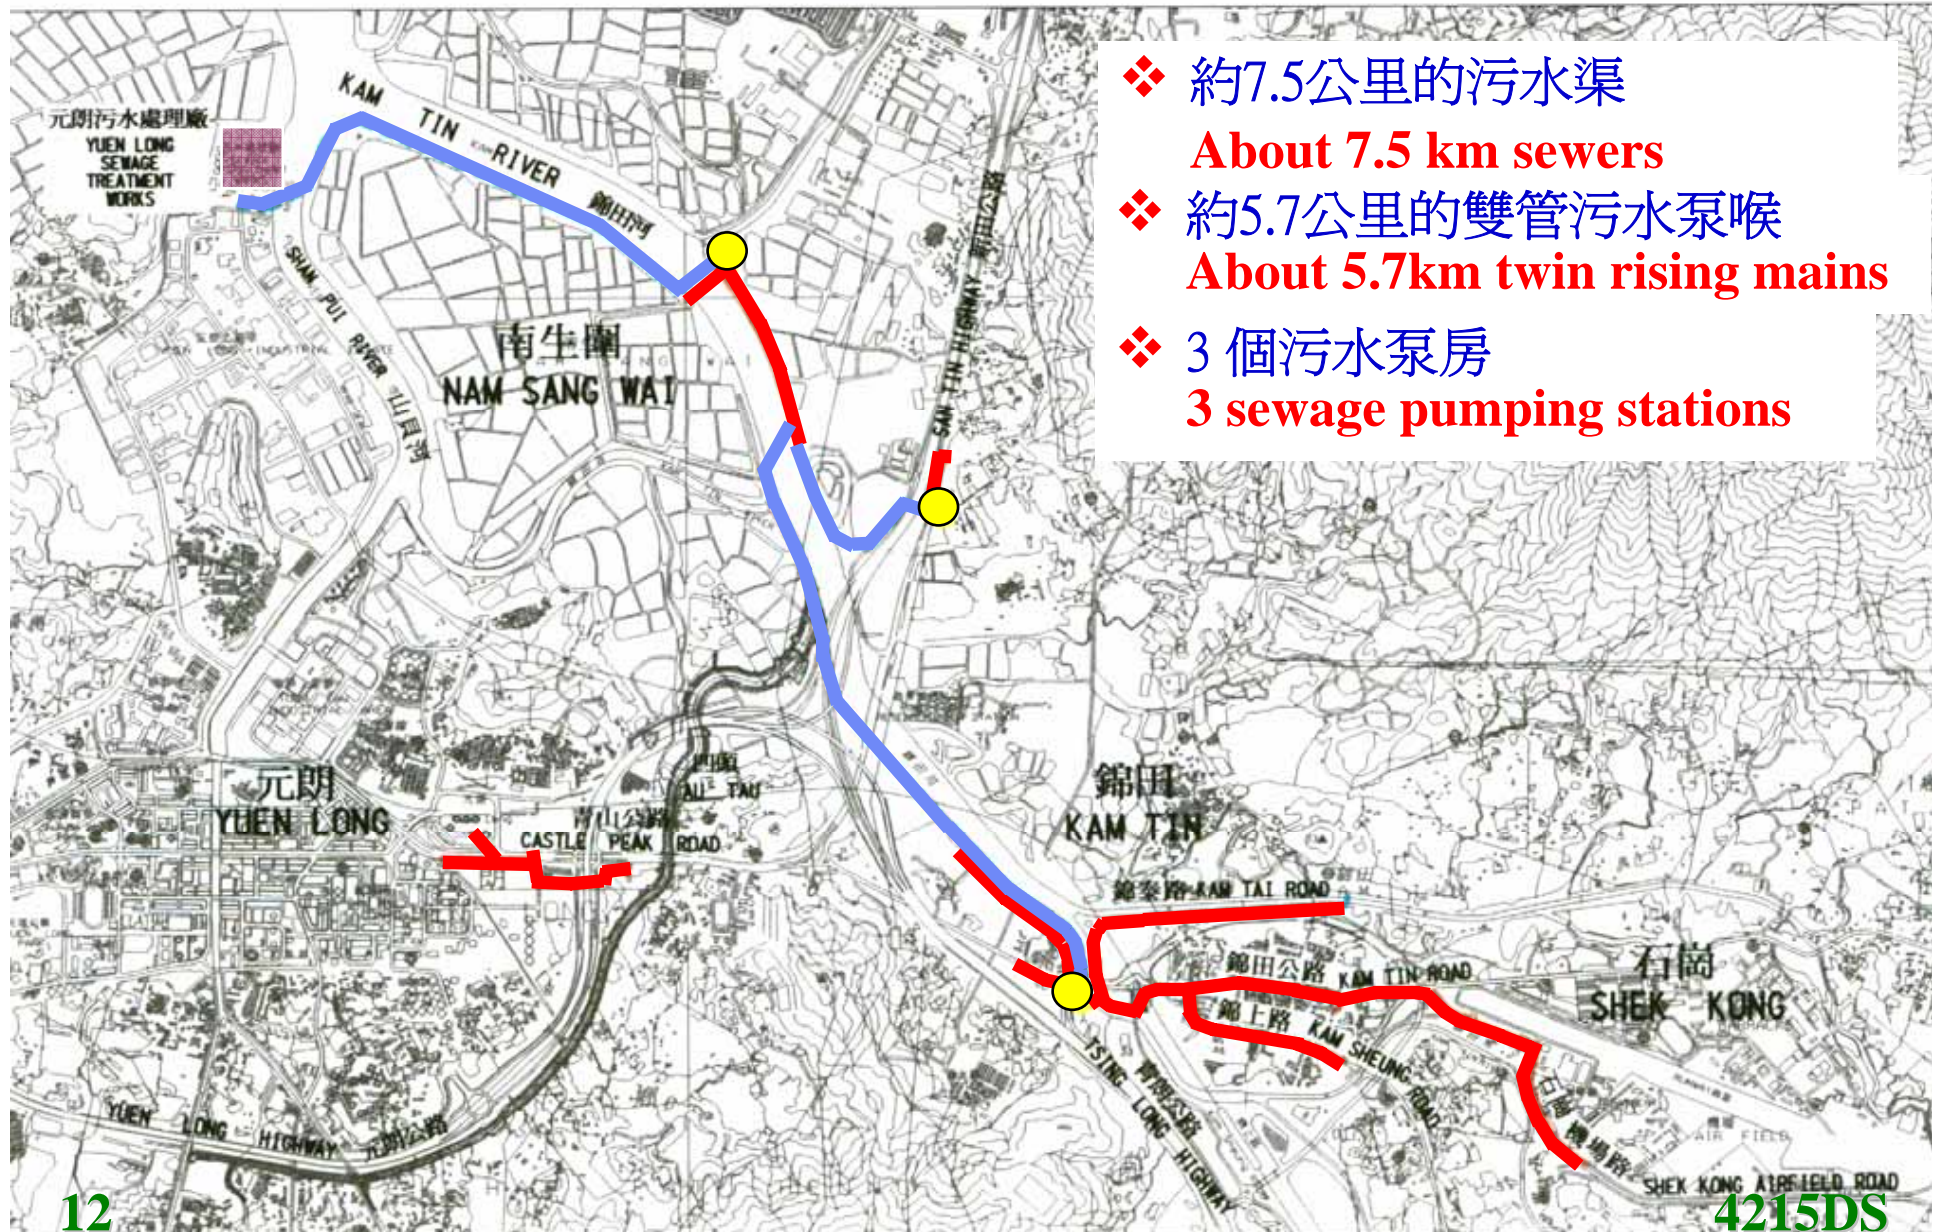 ❖ 約7.5公里的污水渠
About 7.5 km sewers
❖ 約5.7公里的雙管污水泵喉
About 5.7km twin rising mains
❖ 3 個污水泵房
3 sewage pumping stations
元朗污水處理廠
YUEN LONG
SEWAGE
TREATMENT
WORKS
KAM TIN RIVER 錦田河
SHAN PUI RIVER 山貝河
SAN TIN HIGHWAY 新田公路
南生圍
NAM SANG WAI
元朗
YUEN LONG
AU TAU
青山公路
CASTLE PEAK ROAD
錦田
KAM TIN
錦泰路 KAM TAI ROAD
錦田公路 KAM TIN ROAD
石崗
SHEK KONG
錦上路 KAM SHEUNG ROAD
青朗公路
TSING LONG HIGHWAY
石崗機場路
AIR FIELD
SHEK KONG AIRFIELD ROAD
YUEN LONG HIGHWAY 元朗公路
12
4215DS